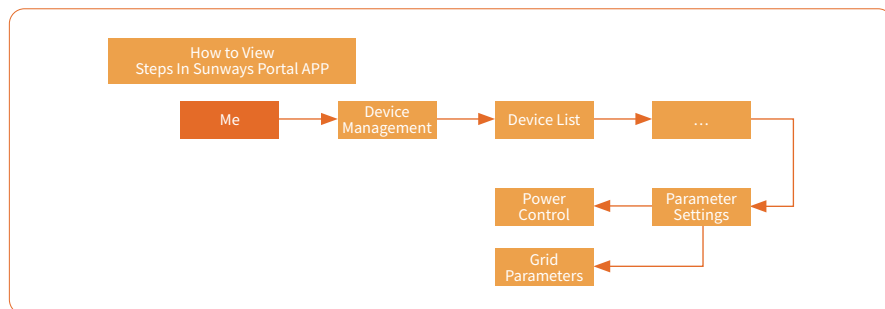 How to View
Steps In Sunways Portal APP
Me
Device
Management
Device List
...
Parameter
Settings
Power
Control
Grid
Parameters